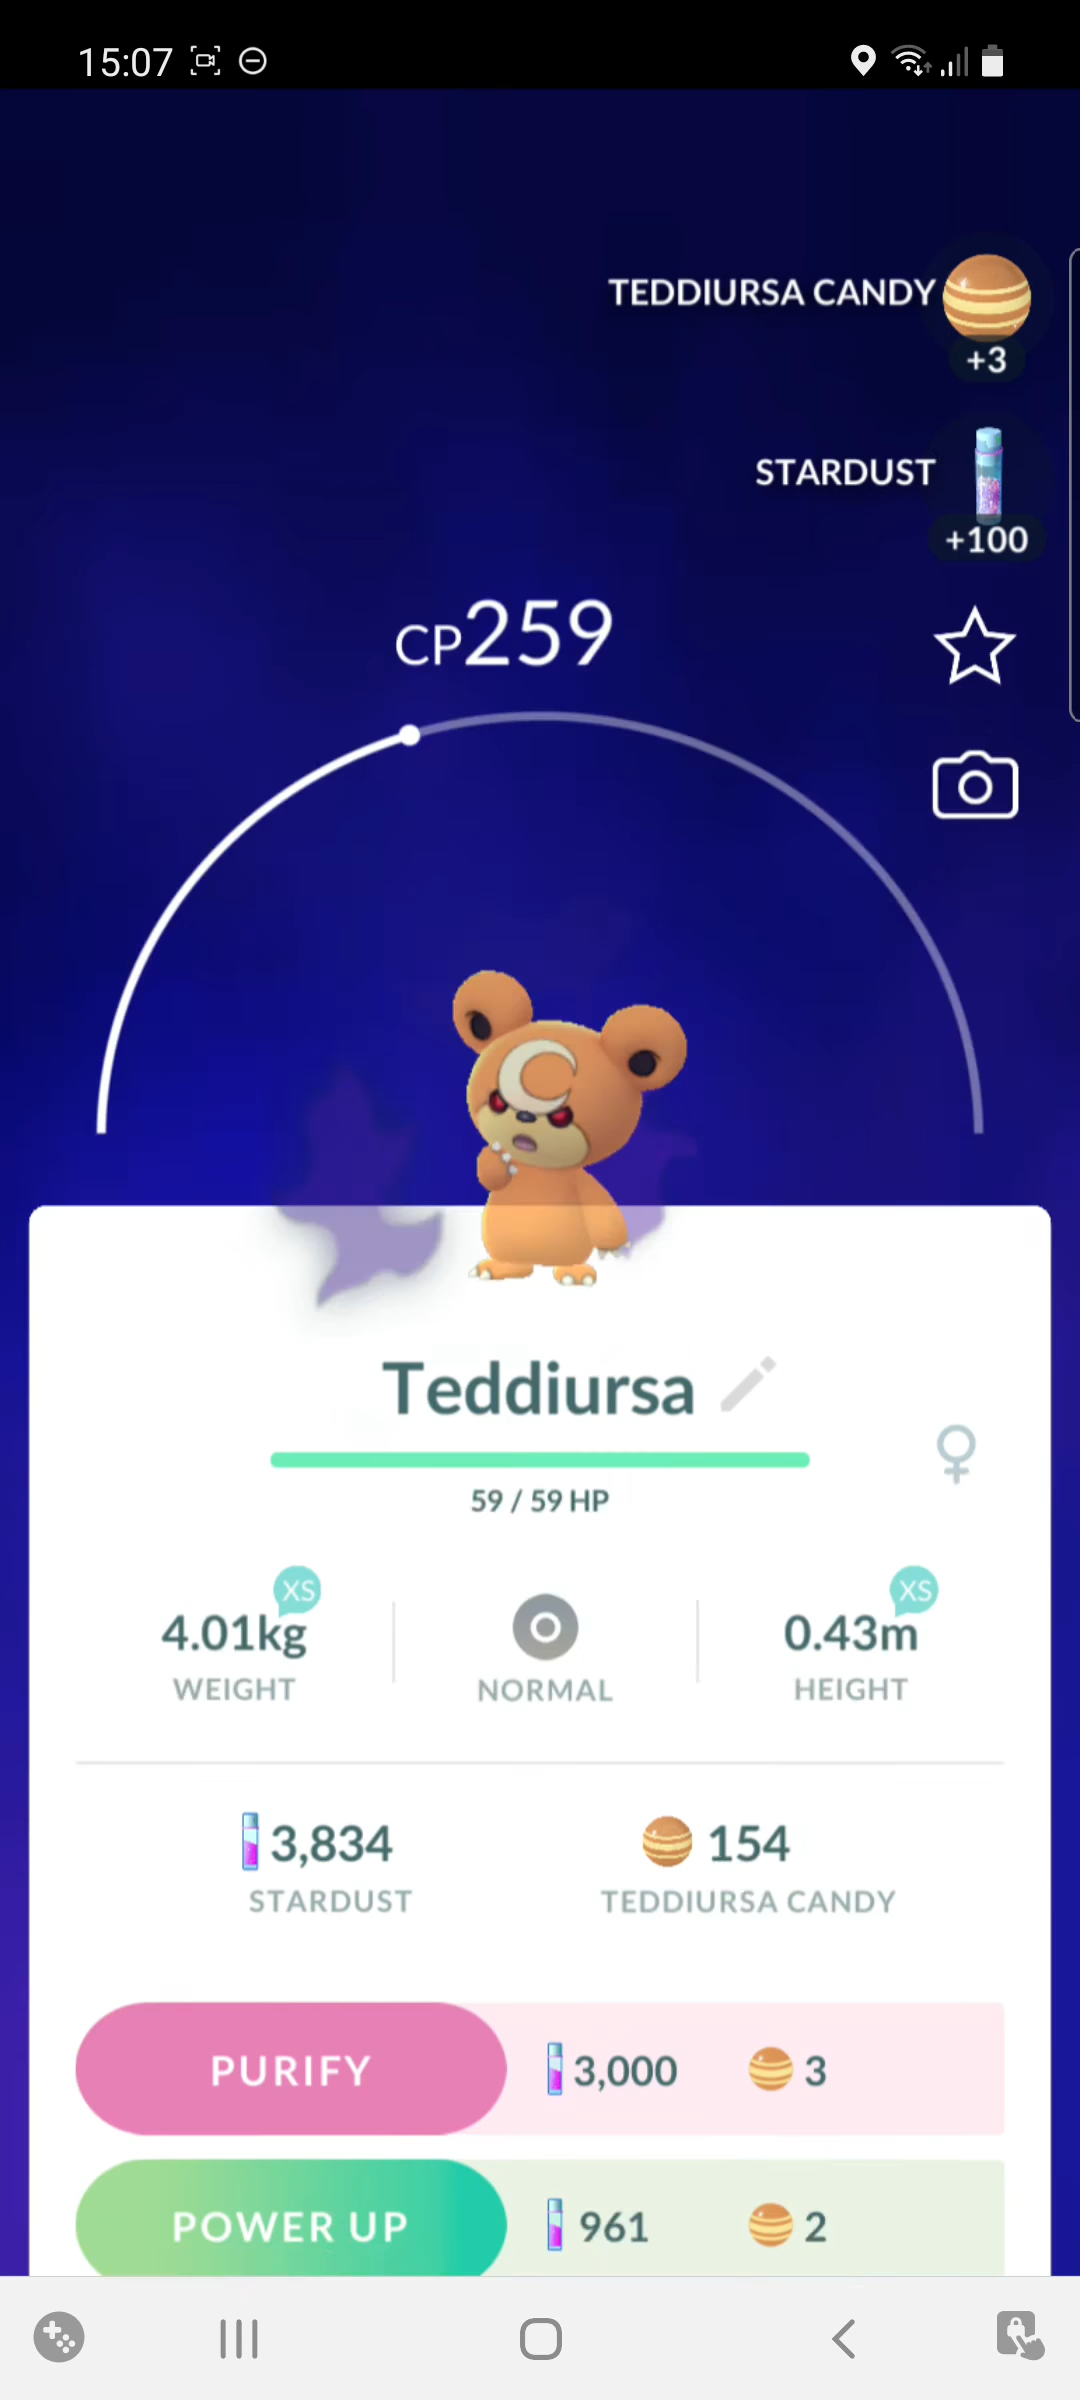 15:07
TEDDIURSA CANDY
+3
STARDUST
+100
CP259
Teddiursa
59 / 59 HP
XS
XS
4.01kg
0.43m
WEIGHT
NORMAL
HEIGHT
3,834
154
STARDUST
TEDDIURSA CANDY
PURIFY
3,000
3
POWER UP
961
2